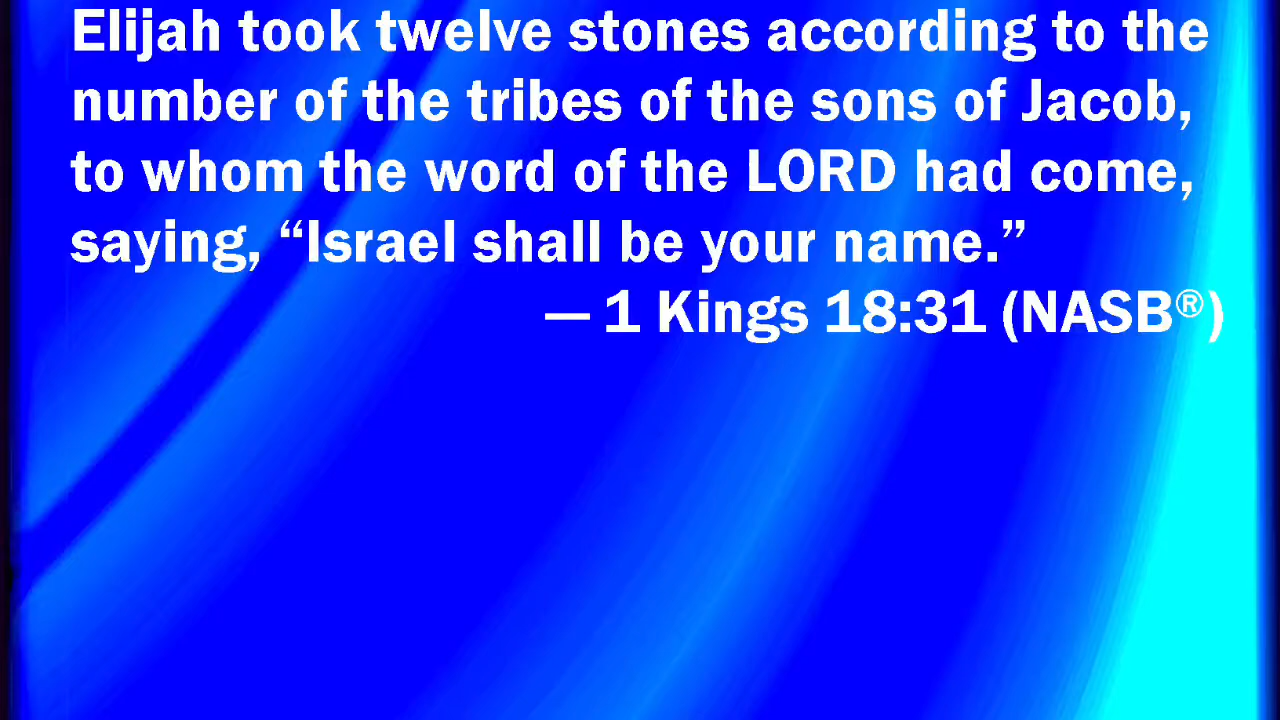 Elijah took twelve stones according to the
number of the tribes of the sons of Jacob,
to whom the word of the LORD had come,
saying, “Israel shall be your name.”
— 1 Kings 18:31 (NASB®)